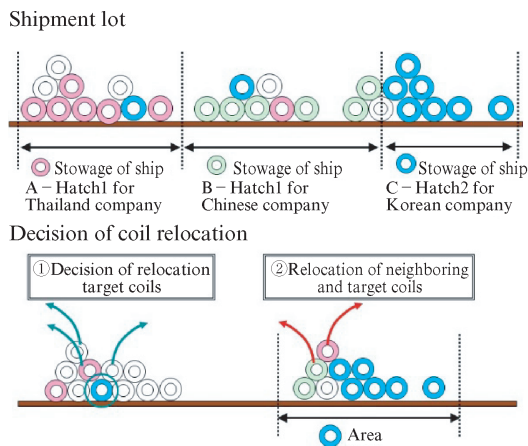 Shipment lot
Stowage of ship
A − Hatch1 for
Thailand company
Stowage of ship
B − Hatch1 for
Chinese company
Stowage of ship
C − Hatch2 for
Korean company
Decision of coil relocation
①Decision of relocation
target coils
②Relocation of neighboring
and target coils
Area